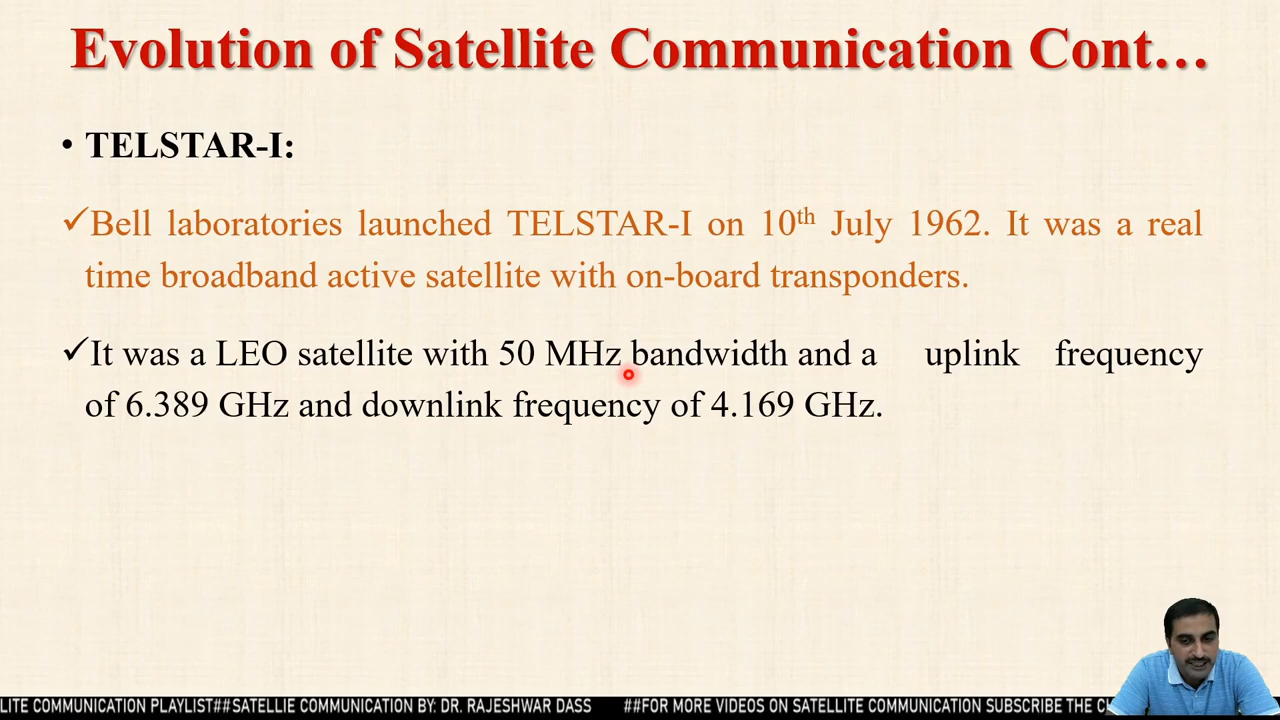 Evolution of Satellite Communication Cont…
• TELSTAR-I:
✓Bell laboratories launched TELSTAR-I on 10th July 1962. It was a real
time broadband active satellite with on-board transponders.
✓It was a LEO satellite with 50 MHz bandwidth and a uplink frequency
of 6.389 GHz and downlink frequency of 4.169 GHz.
LITE COMMUNICATION PLAYLIST##SATELLIE COMMUNICATION BY: DR. RAJESHWAR DASS ##FOR MORE VIDEOS ON SATELLITE COMMUNICATION SUBSCRIBE THE